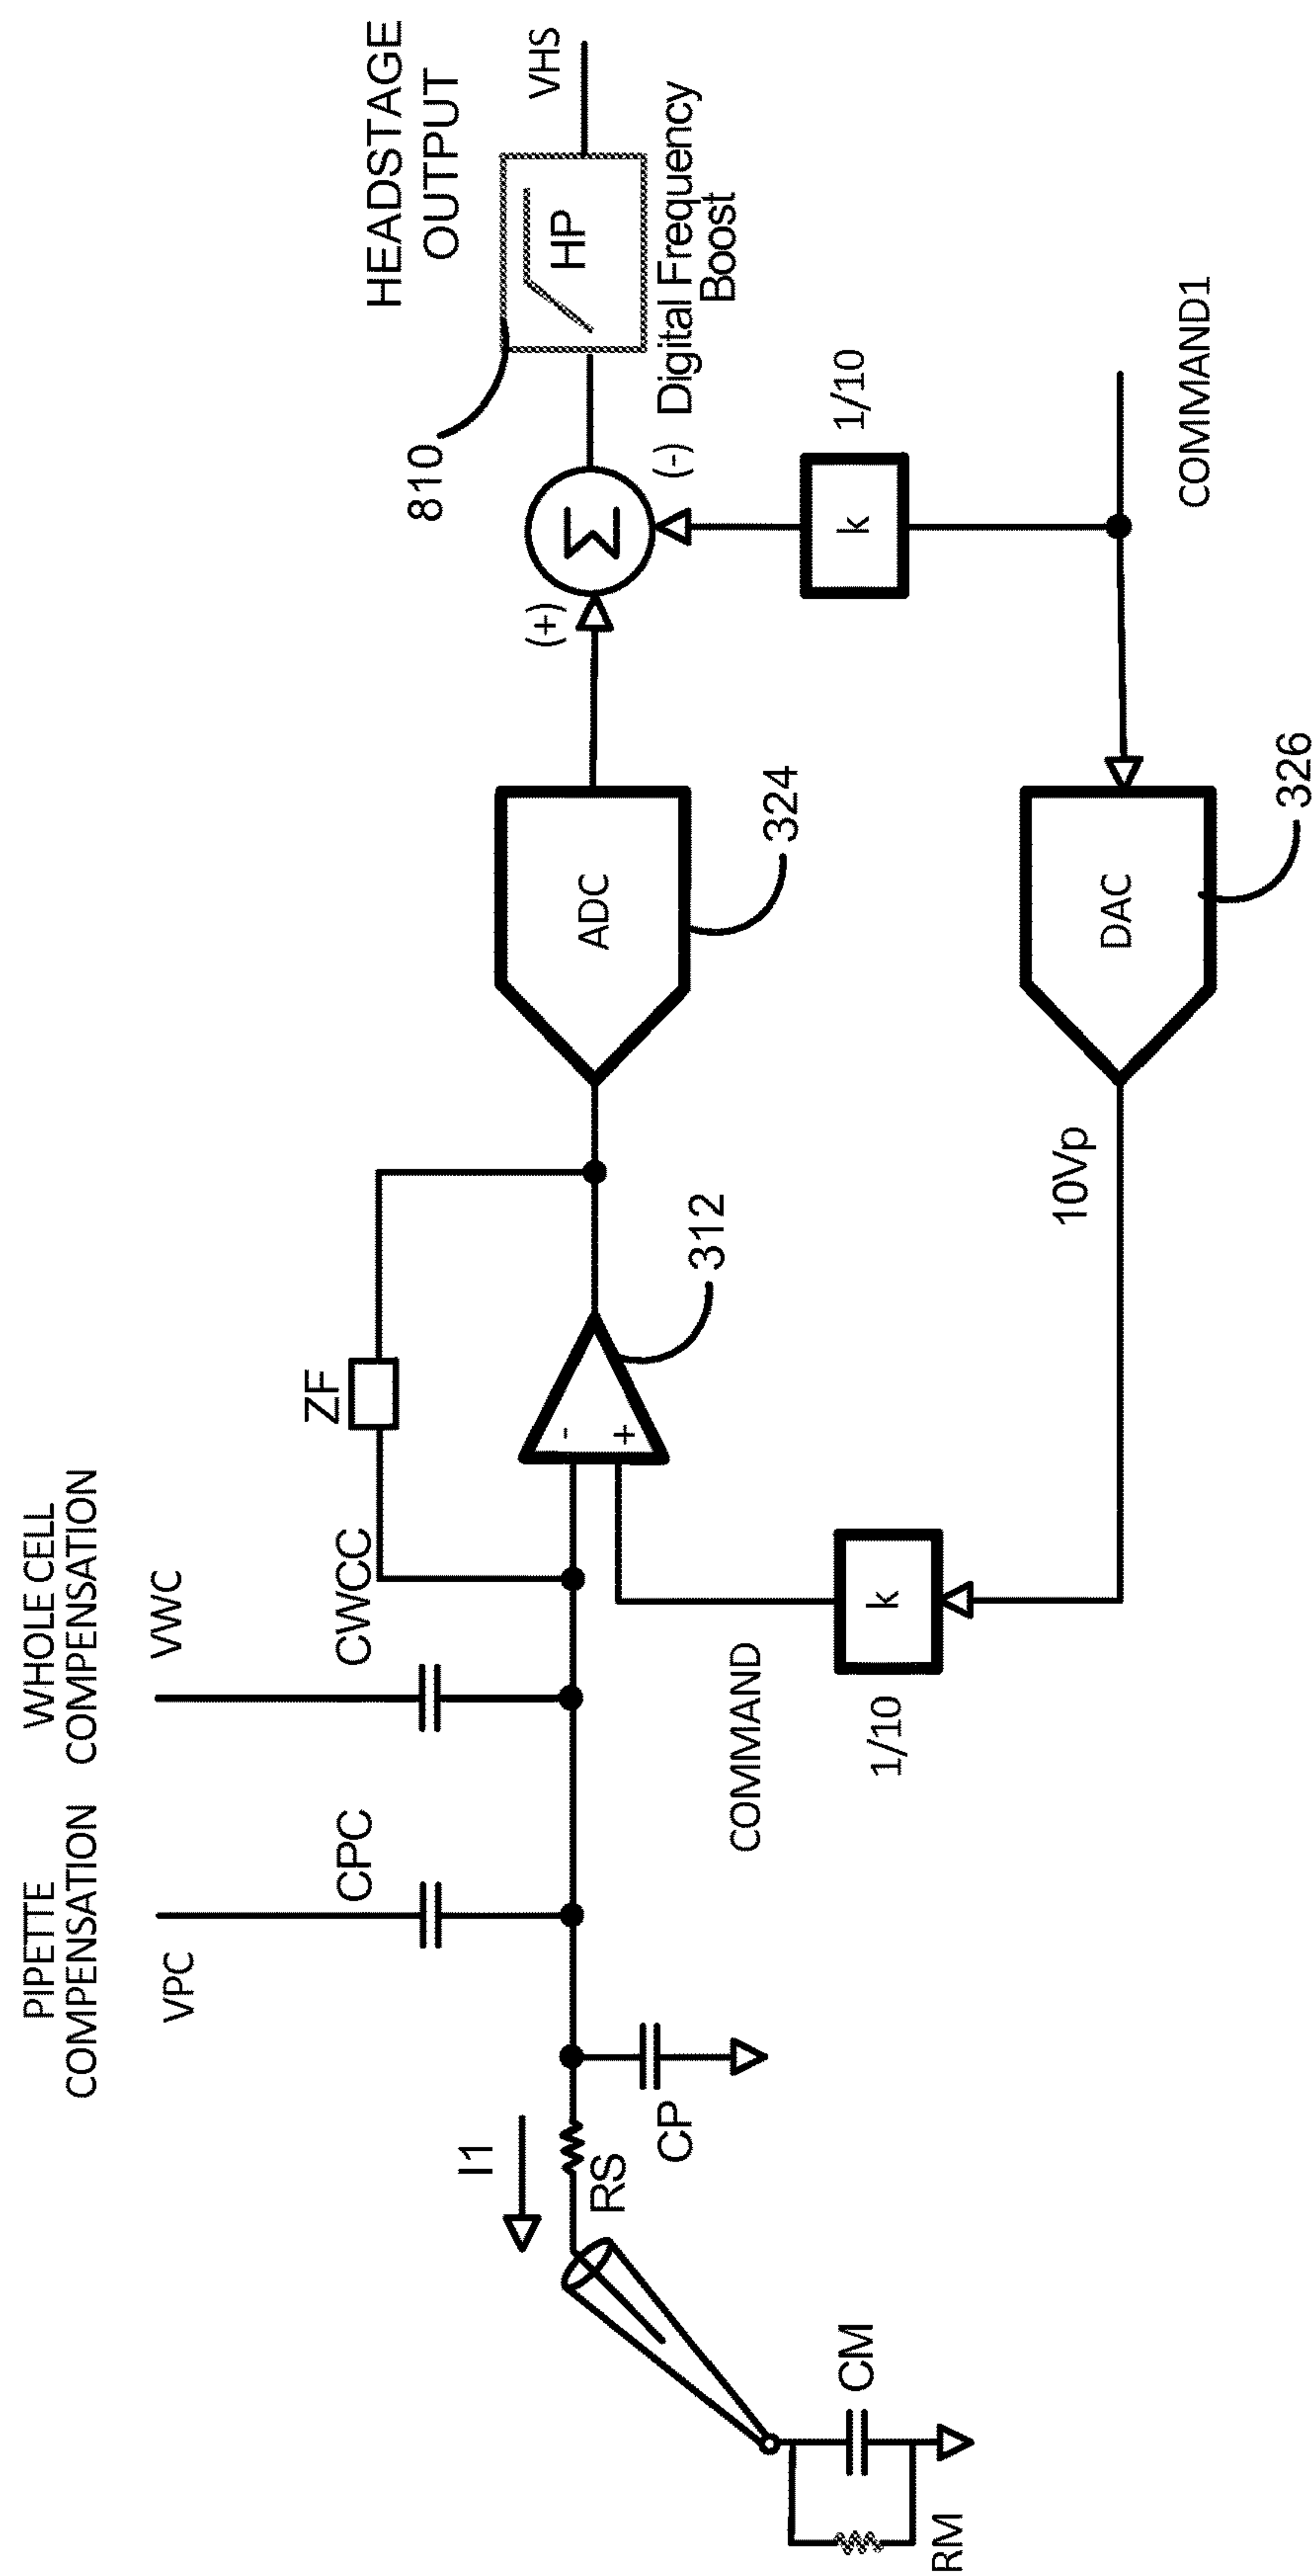 PIPETTE
COMPENSATION
WHOLE CELL
COMPENSATION
VPC
VWC
CPC
CWCC
ZF
HEADSTAGE
OUTPUT
VHS
HP
810
Digital Frequency
Boost
I1
RS
CP
CM
RM
-
+
312
ADC
324
(+)
Σ
(-)
k
1/10
COMMAND
k
1/10
10Vp
DAC
326
COMMAND1